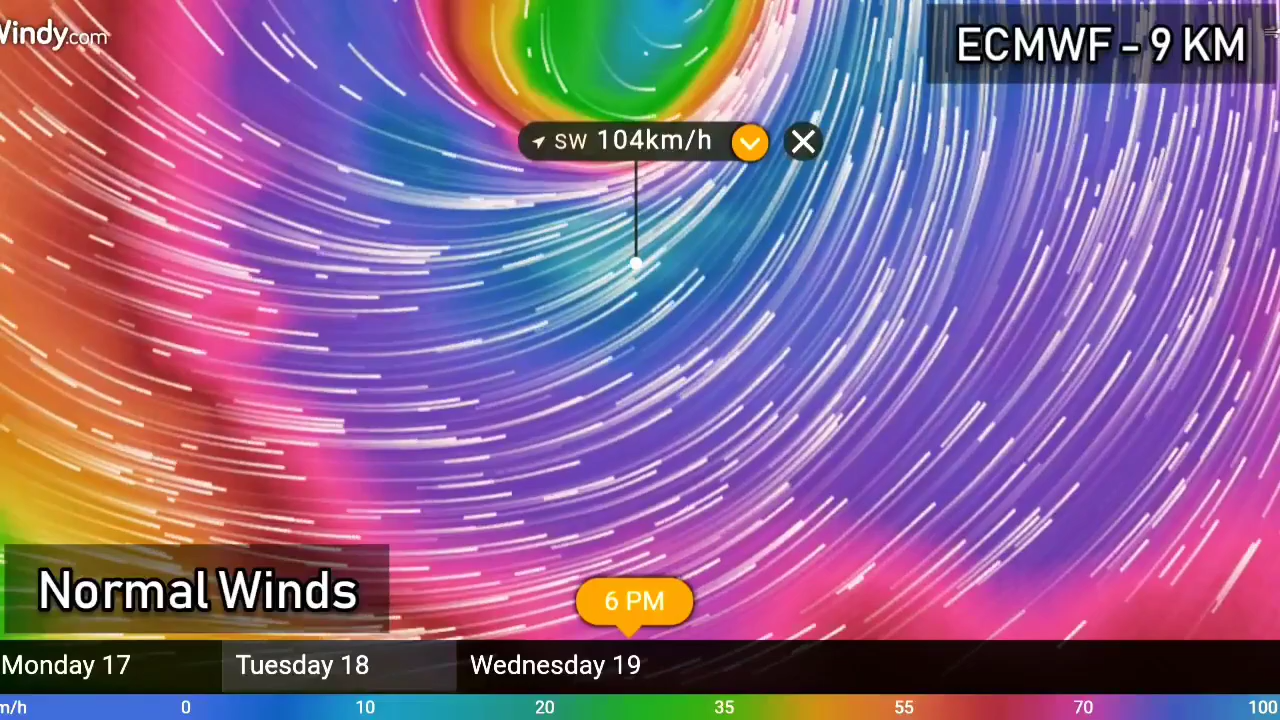 Windy.com
ECMWF - 9 KM
SW 104km/h
Normal Winds
6 PM
Monday 17 Tuesday 18 Wednesday 19
m/h 0 10 20 35 55 70 100